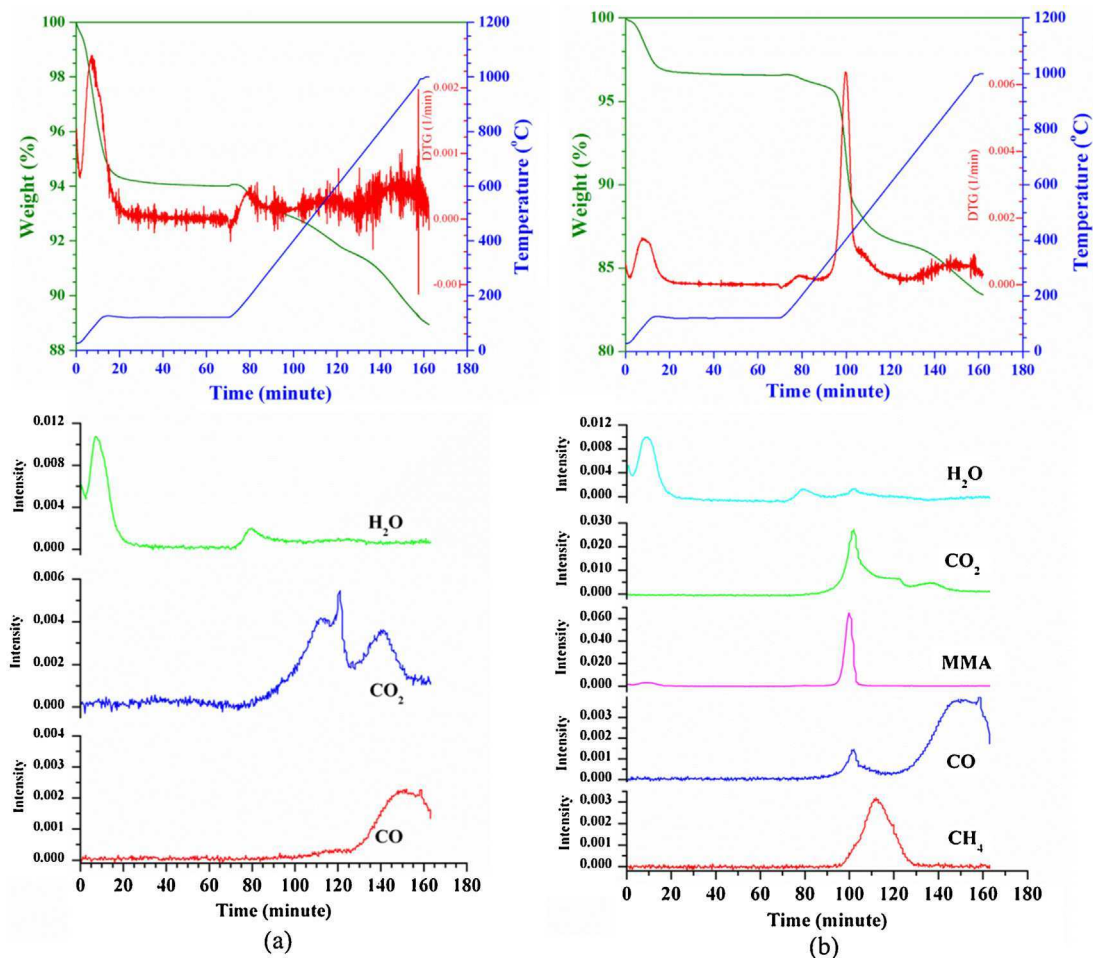 100
98
96
94
92
90
88
Weight (%)
0 20 40 60 80 100 120 140 160 180
Time (minute)
0.002
0.001
0.000
-0.001
DTG (1/min)
1200
1000
800
600
400
200
0
Temperature (°C)
100
95
90
85
80
Weight (%)
0 20 40 60 80 100 120 140 160 180
Time (minute)
0.006
0.004
0.002
0.000
DTG (1/min)
1200
1000
800
600
400
200
0
Temperature (°C)
0.012
0.008
0.004
0.000
Intensity
H₂O
0.006
0.004
0.002
0.000
Intensity
CO₂
0.004
0.003
0.002
0.001
0.000
Intensity
CO
0 20 40 60 80 100 120 140 160 180
Time (minute)
(a)
0.012
0.008
0.004
0.000
Intensity
H₂O
0.030
0.020
0.010
0.000
Intensity
CO₂
0.060
0.040
0.020
0.000
Intensity
MMA
0.003
0.002
0.001
0.000
Intensity
CO
0.003
0.002
0.001
0.000
Intensity
CH₄
0 20 40 60 80 100 120 140 160 180
Time (minute)
(b)